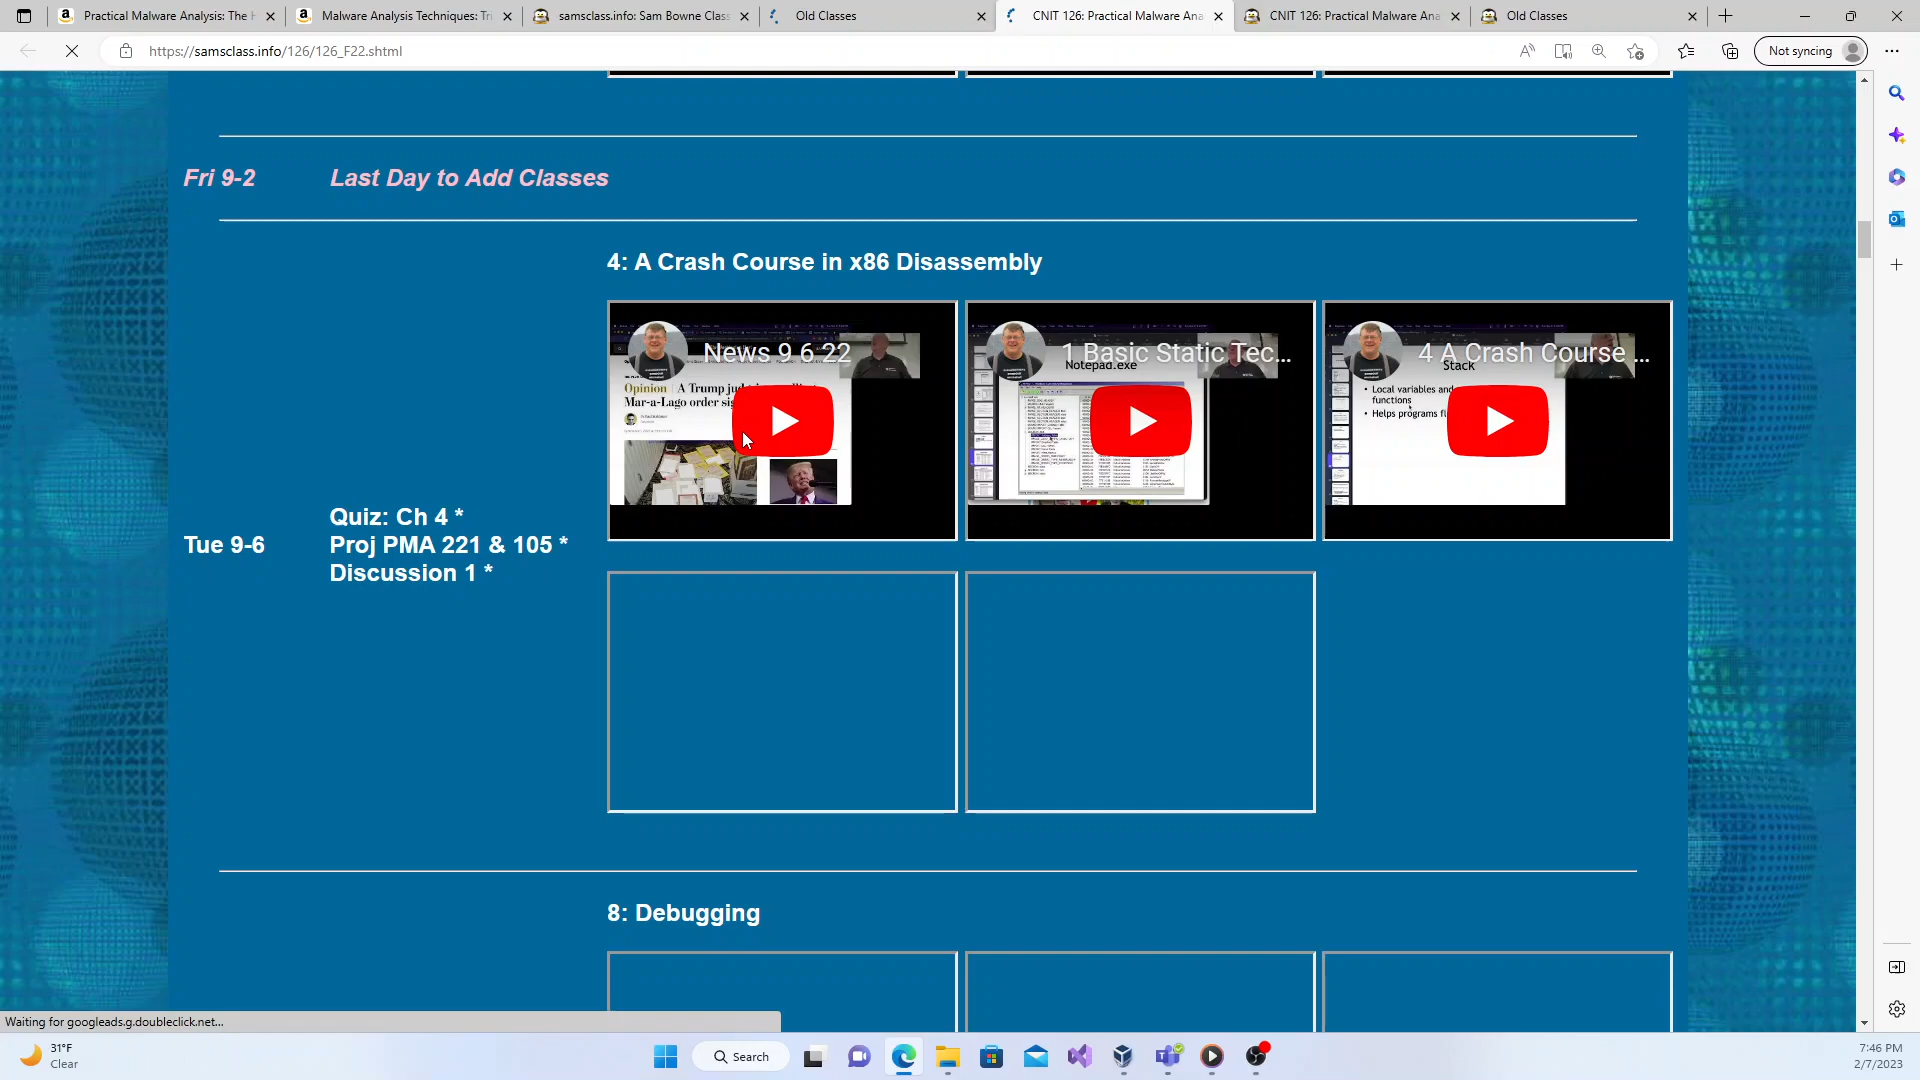 Practical Malware Analysis: The H
Malware Analysis Techniques: Tri
samsclass.info: Sam Bowne Class
Old Classes
CNIT 126: Practical Malware Ana
CNIT 126: Practical Malware Ana
Old Classes
https://samsclass.info/126/126_F22.shtml
Not syncing
Fri 9-2 Last Day to Add Classes
4: A Crash Course in x86 Disassembly
News 9 6 22
Opinion | A Trump
Mar-a-Lago order
1 Basic Static Tec...
Notepad.exe
4 A Crash Course ...
Stack
• Local variables and
functions
• Helps programs
Quiz: Ch 4 *
Tue 9-6 Proj PMA 221 & 105 *
Discussion 1 *
8: Debugging
Waiting for googleads.g.doubleclick.net...
31°F
Clear
Search
7:46 PM
2/7/2023